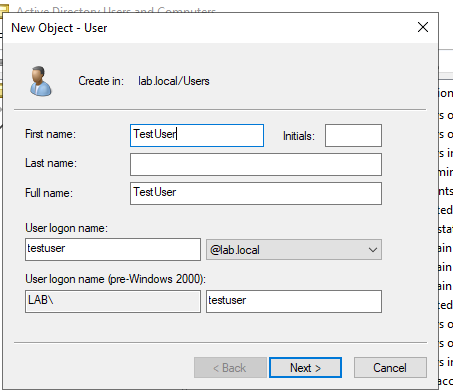 Active Directory Users and Computers
New Object - User
Create in: lab.local/Users
First name: TestUser Initials:
Last name:
Full name: TestUser
User logon name:
testuser @lab.local
User logon name (pre-Windows 2000):
LAB\ testuser
< Back Next > Cancel